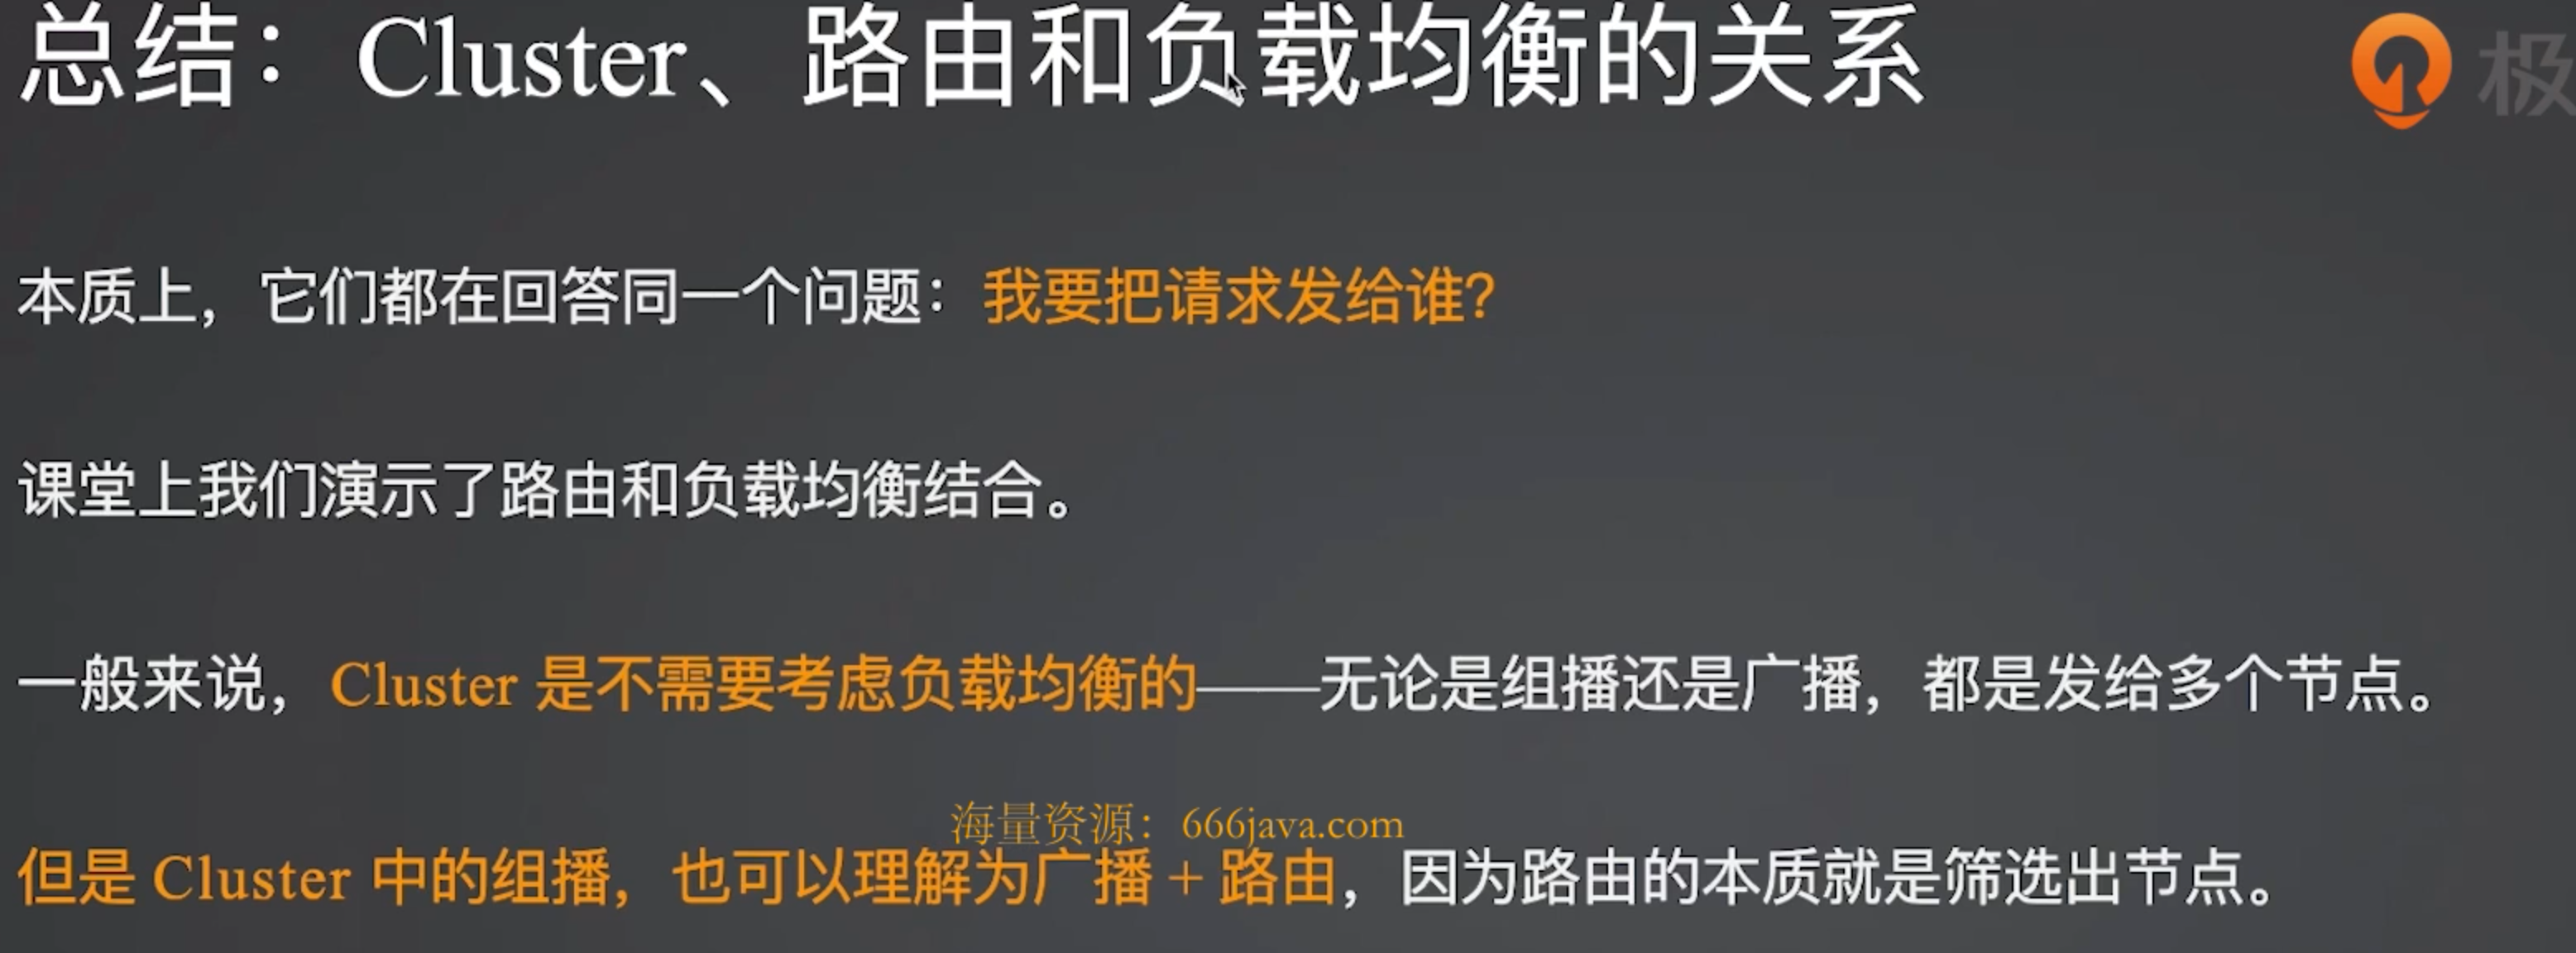 总结：Cluster、路由和负载均衡的关系
极
本质上，它们都在回答同一个问题：我要把请求发给谁？
课堂上我们演示了路由和负载均衡结合。
一般来说，Cluster 是不需要考虑负载均衡的——无论是组播还是广播，都是发给多个节点。
海量资源：666java.com
但是 Cluster 中的组播，也可以理解为广播 + 路由，因为路由的本质就是筛选出节点。